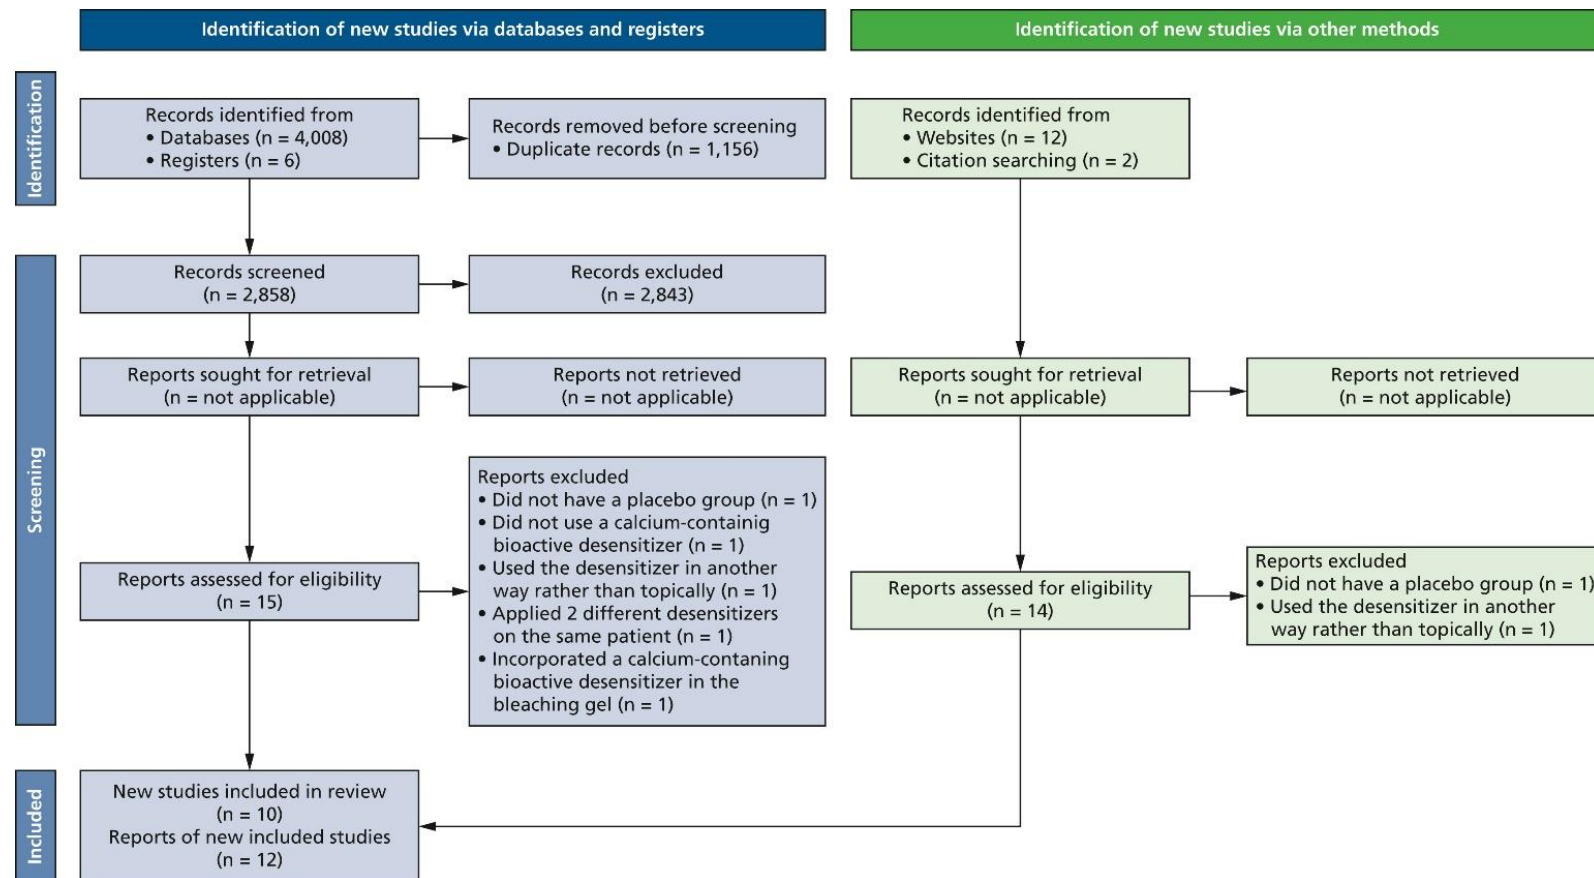 Identification of new studies via databases and registers
Identification of new studies via other methods
Identification
Records identified from
• Databases (n = 4,008)
• Registers (n = 6)
Records removed before screening
• Duplicate records (n = 1,156)
Records identified from
• Websites (n = 12)
• Citation searching (n = 2)
Screening
Records screened
(n = 2,858)
Records excluded
(n = 2,843)
Reports sought for retrieval
(n = not applicable)
Reports not retrieved
(n = not applicable)
Reports sought for retrieval
(n = not applicable)
Reports not retrieved
(n = not applicable)
Reports assessed for eligibility
(n = 15)
Reports excluded
• Did not have a placebo group (n = 1)
• Did not use a calcium-containig
bioactive desensitizer (n = 1)
• Used the desensitizer in another
way rather than topically (n = 1)
• Applied 2 different desensitizers
on the same patient (n = 1)
• Incorporated a calcium-contaning
bioactive desensitizer in the
bleaching gel (n = 1)
Reports assessed for eligibility
(n = 14)
Reports excluded
• Did not have a placebo group (n = 1)
• Used the desensitizer in another
way rather than topically (n = 1)
Included
New studies included in review
(n = 10)
Reports of new included studies
(n = 12)